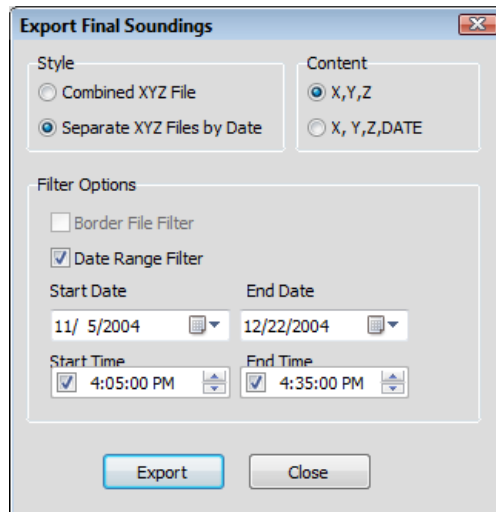 Export Final Soundings
Style
Combined XYZ File
Separate XYZ Files by Date
Content
X,Y,Z
X, Y,Z,DATE
Filter Options
Border File Filter
Date Range Filter
Start Date
End Date
11/ 5/2004
12/22/2004
Start Time
End Time
4:05:00 PM
4:35:00 PM
Export
Close